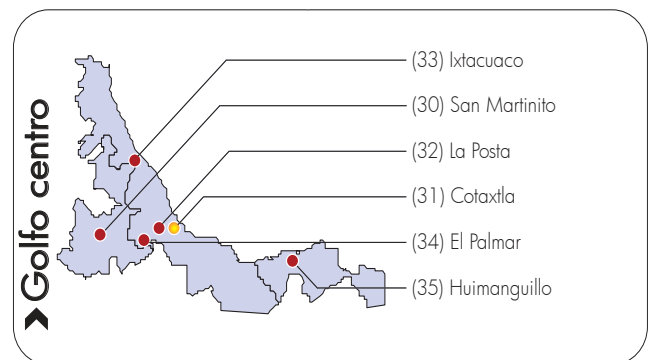 Golfo centro
(33) Ixtacuaco
(30) San Martinito
(32) La Posta
(31) Cotaxtla
(34) El Palmar
(35) Huimanguillo